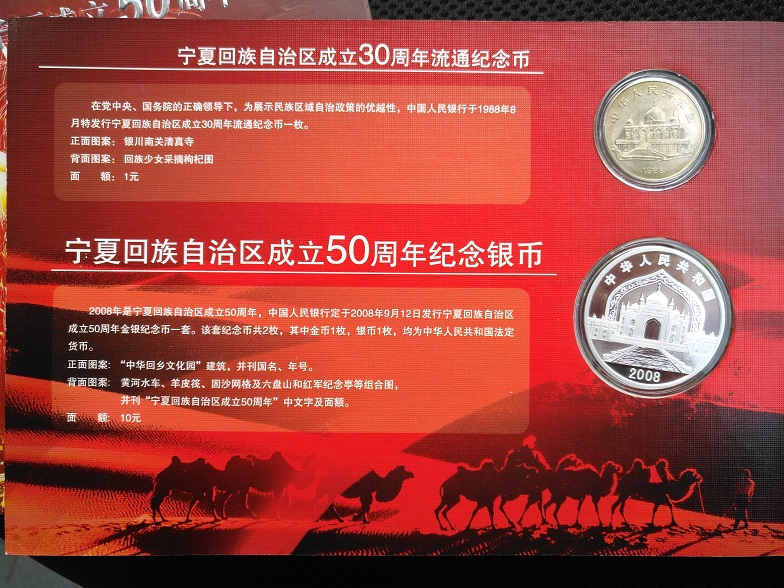 成立50周年
宁夏回族自治区成立30周年流通纪念币
在党中央、国务院的正确领导下，为展示民族区域自治政策的优越性，中国人民银行于1988年8
月特发行宁夏回族自治区成立30周年流通纪念币一枚。
正面图案： 银川南关清真寺
背面图案： 回族少女采摘枸杞图
面 额： 1元
中华人民共和国
1988
宁夏回族自治区成立50周年纪念银币
2008年是宁夏回族自治区成立50周年，中国人民银行定于2008年9月12日发行宁夏回族自治区
成立50周年金银纪念币一套。该套纪念币共2枚，其中金币1枚，银币1枚，均为中华人民共和国法定
货币。
正面图案: “中华回乡文化园”建筑，并刊国名、年号。
背面图案: 黄河水车、羊皮筏、固沙网格及六盘山和红军纪念亭等组合图，
并刊“宁夏回族自治区成立50周年”中文字及面额。
面 额: 10元
中华人民共和国
2008